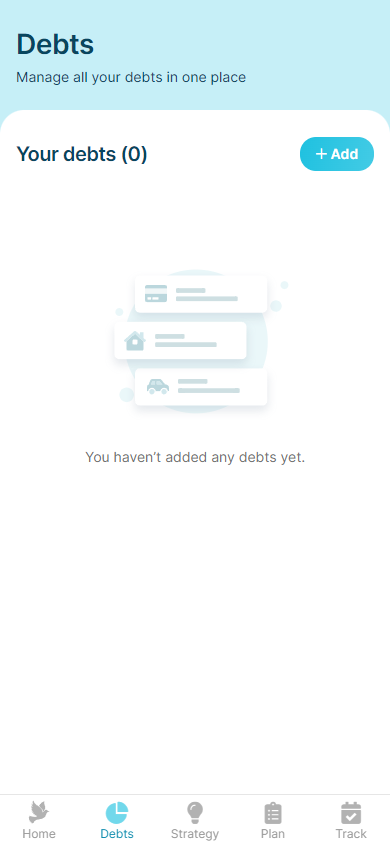 Debts
Manage all your debts in one place
Your debts (0)
+ Add
You haven’t added any debts yet.
Home
Debts
Strategy
Plan
Track